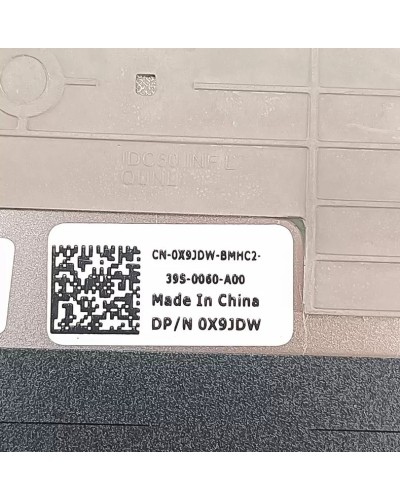 CN-0X9JDW-BMHC2-
39S-0060-A00
Made In China
DP/N 0X9JDW